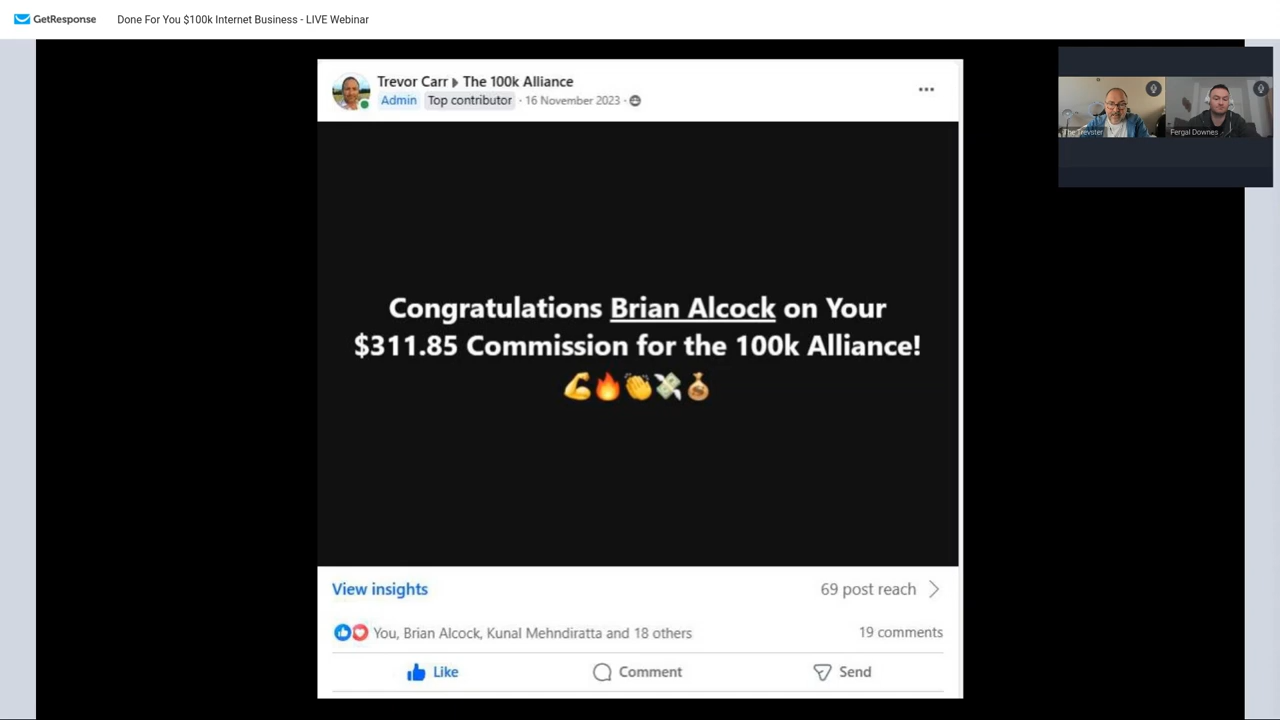 GetResponse
Done For You $100k Internet Business - LIVE Webinar
Trevor Carr ▸ The 100k Alliance
Admin Top contributor · 16 November 2023 ·
Congratulations Brian Alcock on Your
$311.85 Commission for the 100k Alliance!
💪🔥👏💸💰
View insights
69 post reach
You, Brian Alcock, Kunal Mehndiratta and 18 others
19 comments
Like
Comment
Send
The Trevster
Fergal Downes